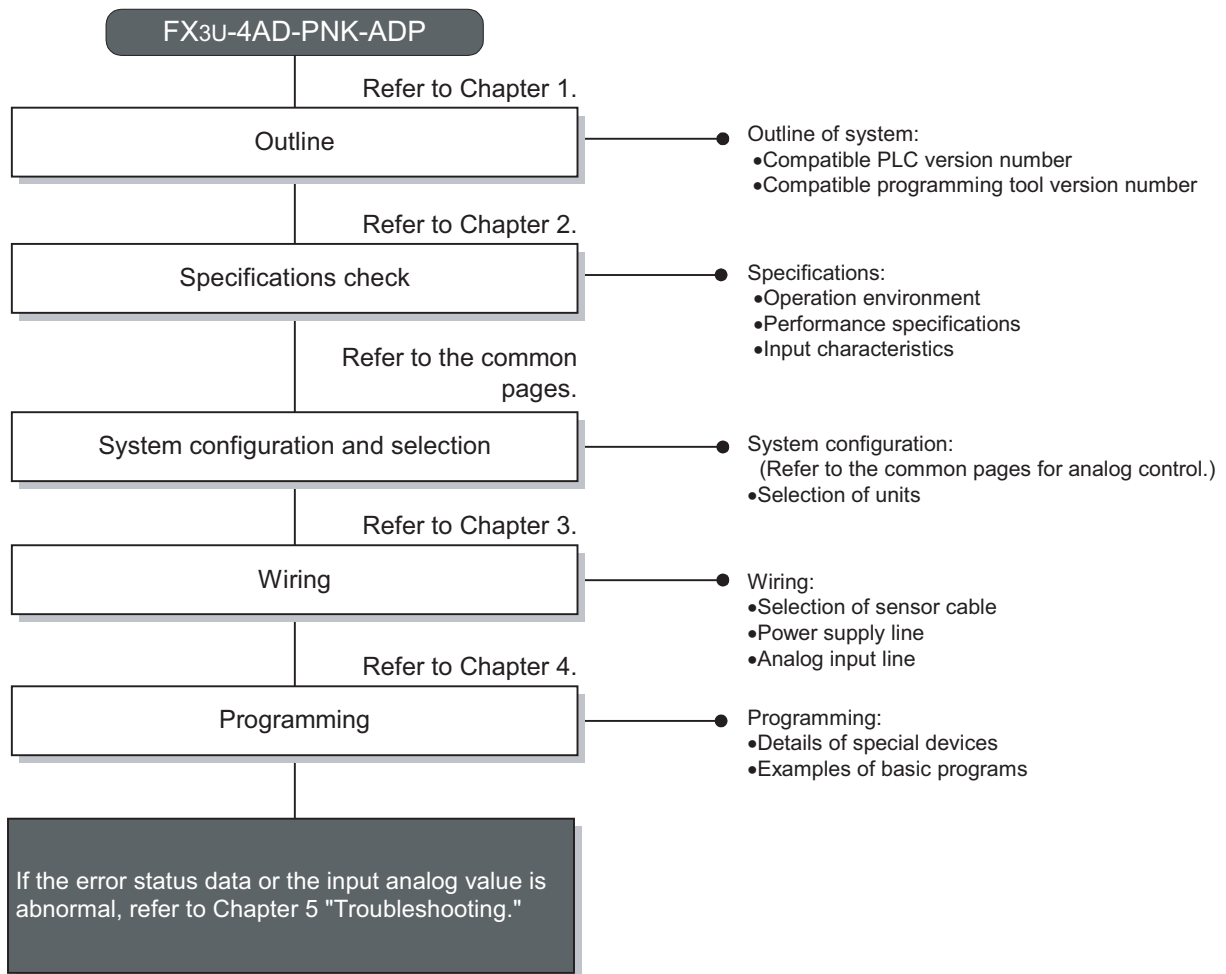 FX3U-4AD-PNK-ADP
Refer to Chapter 1.
Outline
Outline of system:
•Compatible PLC version number
•Compatible programming tool version number
Refer to Chapter 2.
Specifications check
Specifications:
•Operation environment
•Performance specifications
•Input characteristics
Refer to the common
pages.
System configuration and selection
System configuration:
(Refer to the common pages for analog control.)
•Selection of units
Refer to Chapter 3.
Wiring
Wiring:
•Selection of sensor cable
•Power supply line
•Analog input line
Refer to Chapter 4.
Programming
Programming:
•Details of special devices
•Examples of basic programs
If the error status data or the input analog value is
abnormal, refer to Chapter 5 "Troubleshooting."